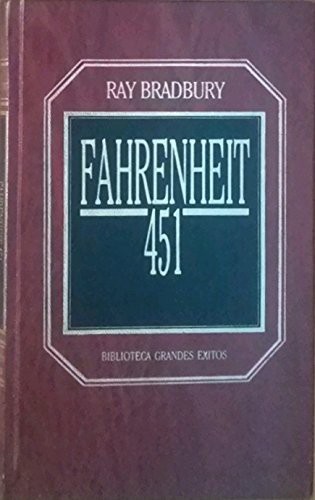 RAY BRADBURY
FAHRENHEIT
451
BIBLIOTECA GRANDES EXITOS